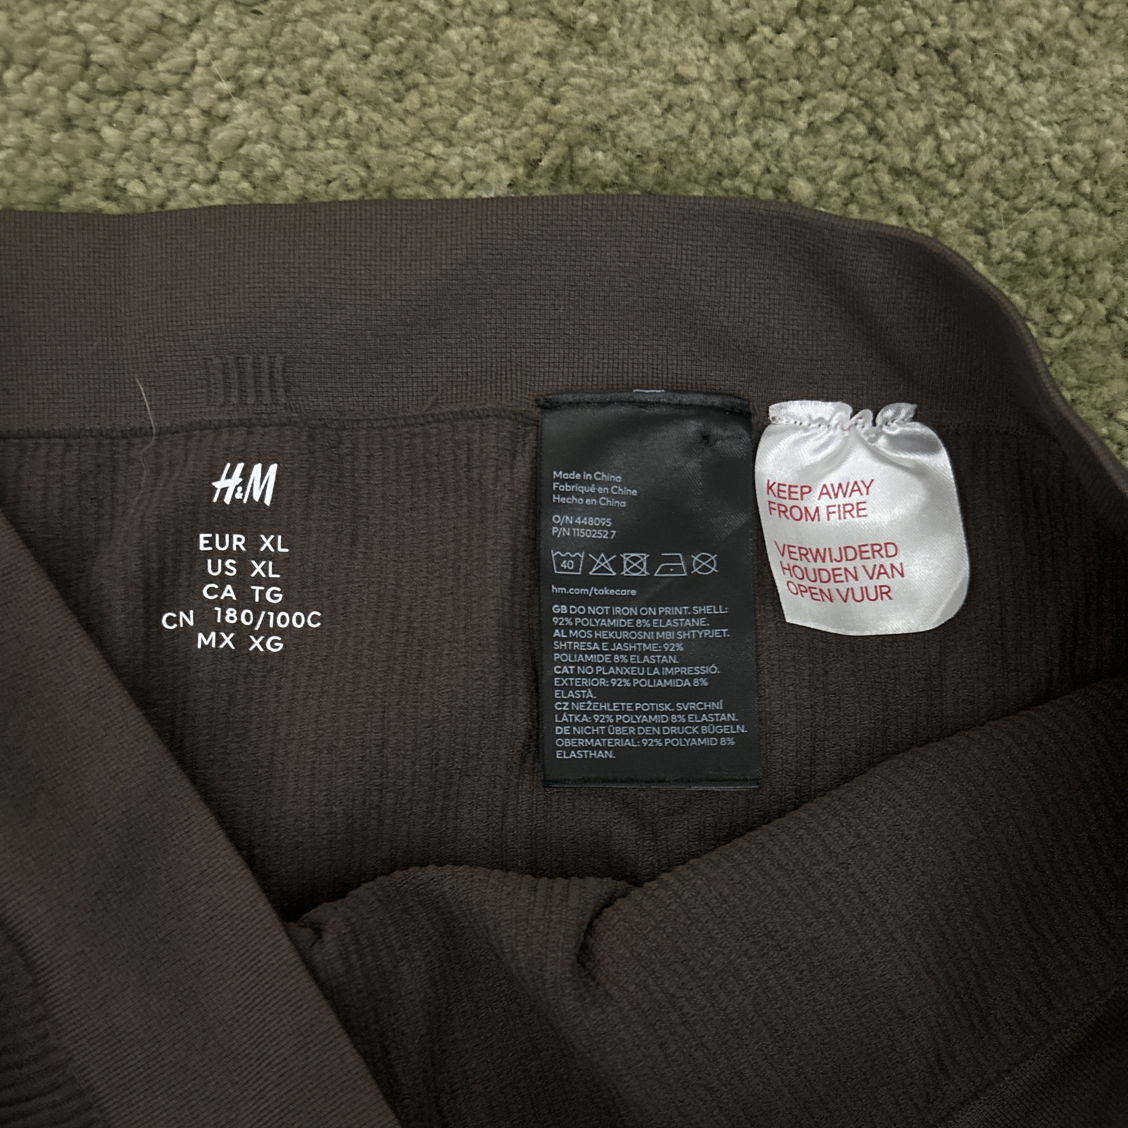 H&M
EUR XL
US XL
CA TG
CN 180/100C
MX XG
Made in China
Fabriqué en Chine
Hecho en China
O/N 448095
P/N 1150252 7
40
hm.com/takecare
GB DO NOT IRON ON PRINT. SHELL:
92% POLYAMIDE 8% ELASTANE.
AL MOS HEKUROSNI MBI SHTYPJET.
SHTRESA E JASHTME: 92%
POLIAMIDE 8% ELASTAN.
CAT NO PLANXEU LA IMPRESSIÓ.
EXTERIOR: 92% POLIAMIDA 8%
ELASTÀ.
CZ NEŽEHLETE POTISK. SVRCHNÍ
LÁTKA: 92% POLYAMID 8% ELASTAN.
DE NICHT ÜBER DEN DRUCK BÜGELN.
OBERMATERIAL: 92% POLYAMID 8%
ELASTHAN.
KEEP AWAY
FROM FIRE
VERWIJDERD
HOUDEN VAN
OPEN VUUR